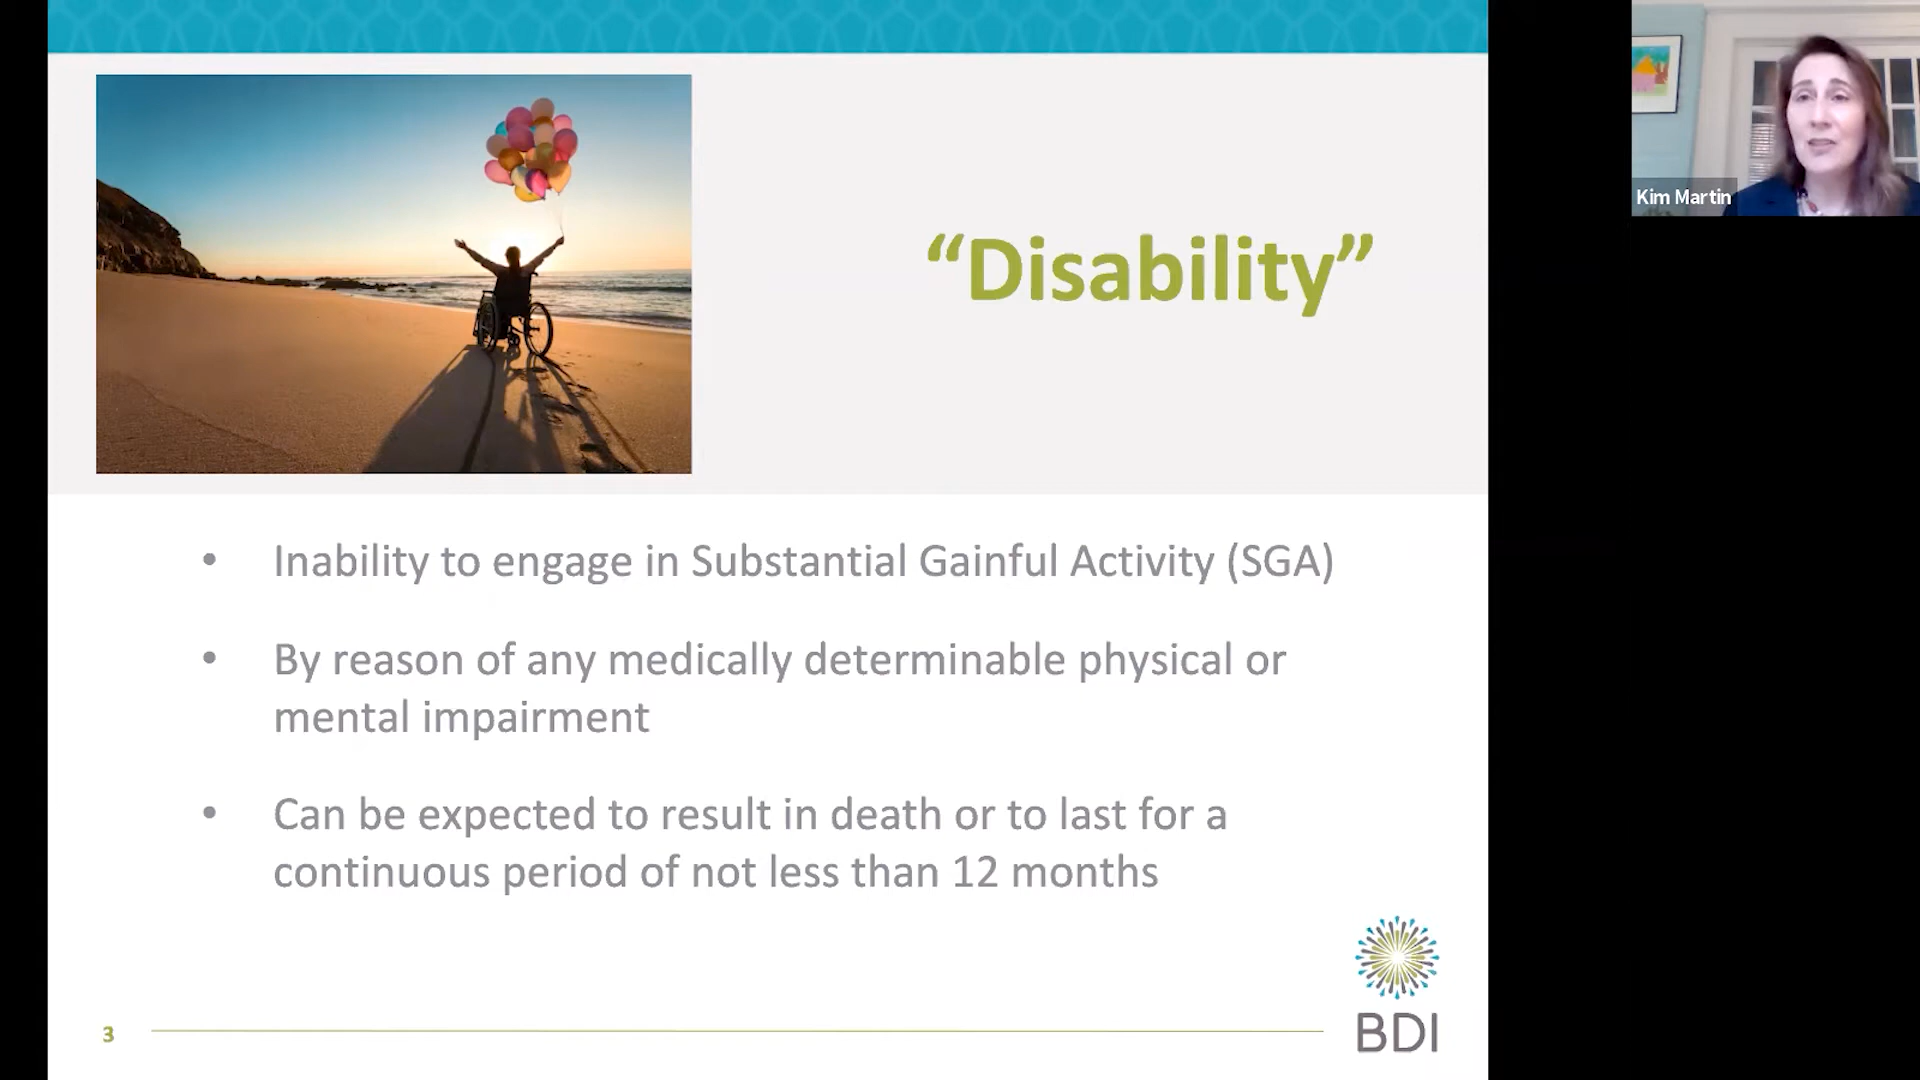 Kim Martin
“Disability”
• Inability to engage in Substantial Gainful Activity (SGA)
• By reason of any medically determinable physical or
mental impairment
• Can be expected to result in death or to last for a
continuous period of not less than 12 months
3
BDI